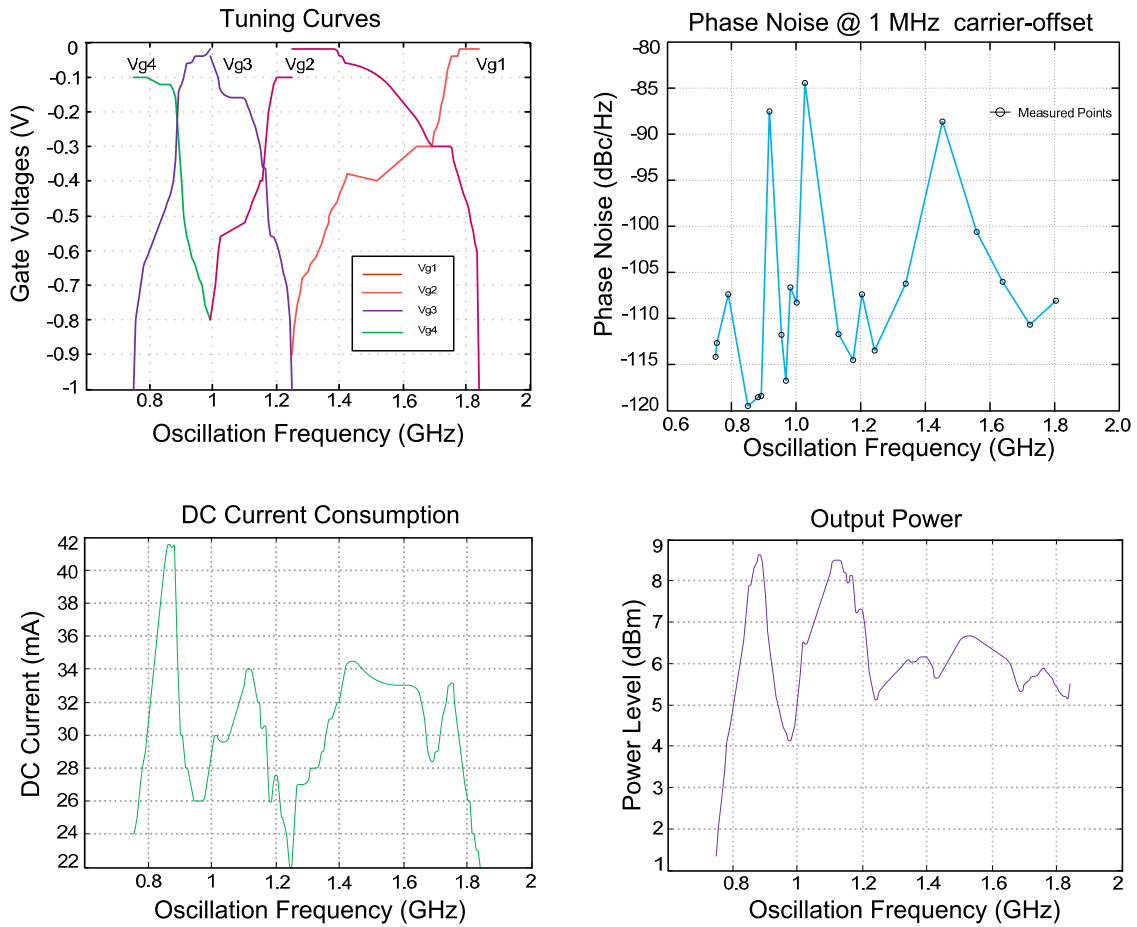 Tuning Curves
Gate Voltages (V)
0
-0.1
-0.2
-0.3
-0.4
-0.5
-0.6
-0.7
-0.8
-0.9
-1
Vg4
Vg3
Vg2
Vg1
Vg1
Vg2
Vg3
Vg4
0.8 1 1.2 1.4 1.6 1.8 2
Oscillation Frequency (GHz)
Phase Noise @ 1 MHz carrier-offset
Phase Noise (dBc/Hz)
-80
-85
-90
-95
-100
-105
-110
-115
-120
Measured Points
0.6 0.8 1.0 1.2 1.4 1.6 1.8 2.0
Oscillation Frequency (GHz)
DC Current Consumption
DC Current (mA)
42
40
38
36
34
32
30
28
26
24
22
0.8 1 1.2 1.4 1.6 1.8 2
Oscillation Frequency (GHz)
Output Power
Power Level (dBm)
9
8
7
6
5
4
3
2
1
0.8 1 1.2 1.4 1.6 1.8 2
Oscillation Frequency (GHz)